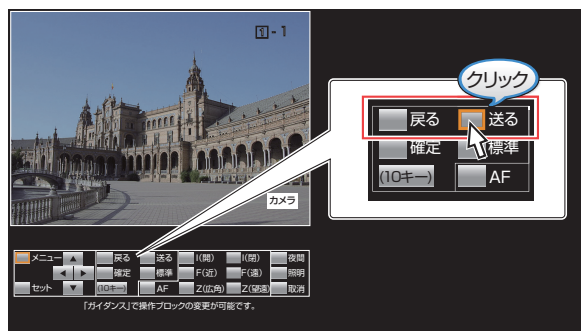 1-1
カメラ
メニュー ▲ 戻る 送る I(開) I(閉) 夜間
◀ ▶ 確定 標準 F(近) F(遠) 照明
セット ▼ (10キー) AF Z(広角) Z(望遠) 取消
「ガイダンス」で操作ブロックの変更が可能です。
クリック
戻る 送る
確定 標準
(10キー) AF